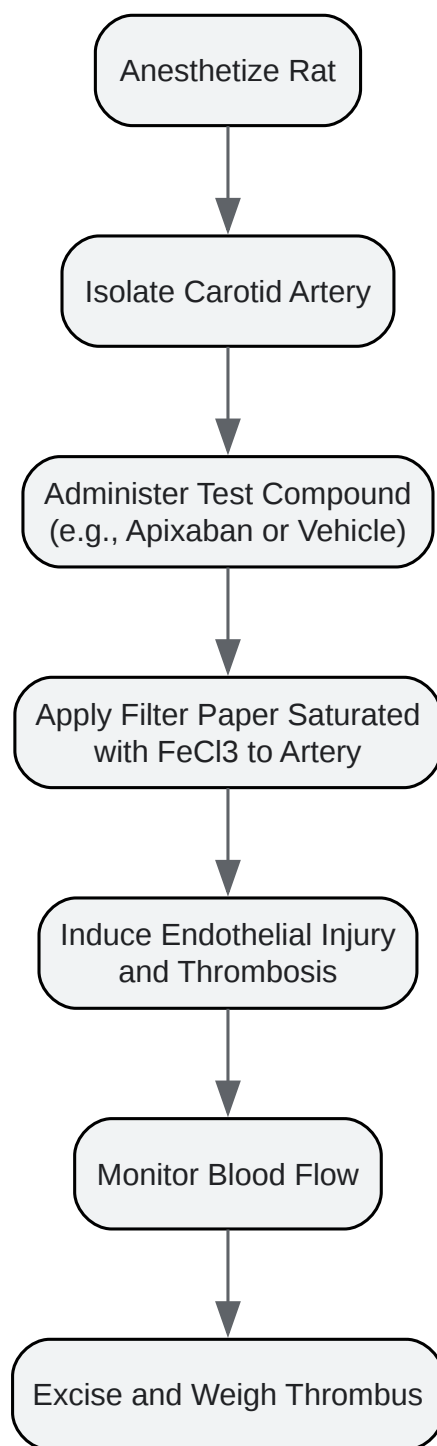 Anesthetize Rat
Isolate Carotid Artery
Administer Test Compound
(e.g., Apixaban or Vehicle)
Apply Filter Paper Saturated
with FeCl3 to Artery
Induce Endothelial Injury
and Thrombosis
Monitor Blood Flow
Excise and Weigh Thrombus